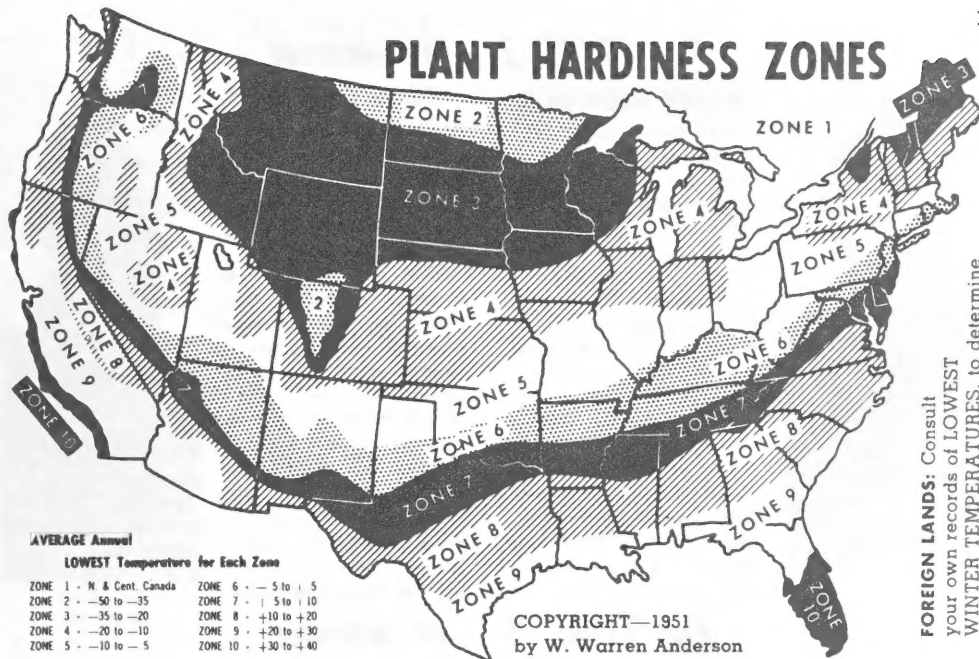 PLANT HARDINESS ZONES
ZONE 3
ZONE 1
ZONE 4
ZONE 2
7
ZONE 6
ZONE 3
ZONE 4
ZONE 4
ZONE 5
ZONE 5
ZONE
4
2
ZONE 4
ZONE 8
ZONE 9
ZONE 6
ZONE 5
7
ZONE 10
ZONE 6
ZONE 7
ZONE 7
ZONE 8
ZONE 8
ZONE 9
ZONE 9
ZONE
10
AVERAGE Annual
LOWEST Temperature for Each Zone
ZONE 1 - N. & Cent. Canada
ZONE 2 - —50 to —35
ZONE 3 - —35 to —20
ZONE 4 - —20 to —10
ZONE 5 - —10 to — 5
ZONE 6 - — 5 to + 5
ZONE 7 - + 5 to +10
ZONE 8 - +10 to +20
ZONE 9 - +20 to +30
ZONE 10 - +30 to +40
COPYRIGHT—1951
by W. Warren Anderson
FOREIGN LANDS: Consult
your own records of LOWEST
WINTER TEMPERATURES to determine